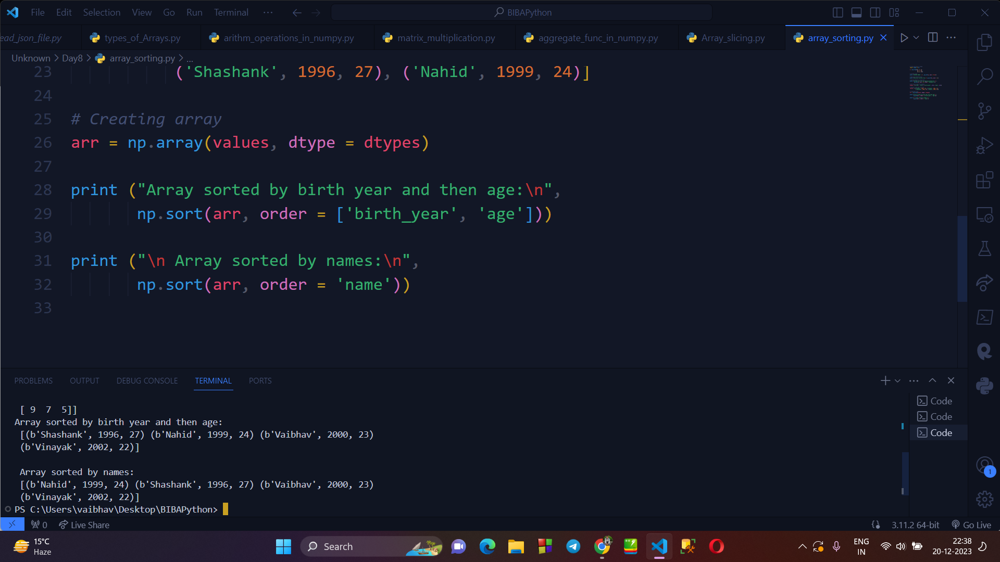 File Edit Selection View Go Run Terminal ··· BIBAPython
ead_json_file.py types_of_Arrays.py arithm_operations_in_numpy.py matrix_multiplication.py aggregate_func_in_numpy.py Array_slicing.py array_sorting.py
Unknown > Day8 > array_sorting.py > ...
23 ('Shashank', 1996, 27), ('Nahid', 1999, 24)]
24
25 # Creating array
26 arr = np.array(values, dtype = dtypes)
27
28 print ("Array sorted by birth year and then age:\n",
29 np.sort(arr, order = ['birth_year', 'age']))
30
31 print ("\n Array sorted by names:\n",
32 np.sort(arr, order = 'name'))
33
PROBLEMS OUTPUT DEBUG CONSOLE TERMINAL PORTS
[ 9 7 5]]
Array sorted by birth year and then age:
[(b'Shashank', 1996, 27) (b'Nahid', 1999, 24) (b'Vaibhav', 2000, 23)
(b'Vinayak', 2002, 22)]
Array sorted by names:
[(b'Nahid', 1999, 24) (b'Shashank', 1996, 27) (b'Vaibhav', 2000, 23)
(b'Vinayak', 2002, 22)]
PS C:\Users\vaibhav\Desktop\BIBAPython>
Code
Code
Code
1
0 Live Share 3.11.2 64-bit Go Live
15°C
Haze
Search
ENG
IN
22:38
20-12-2023